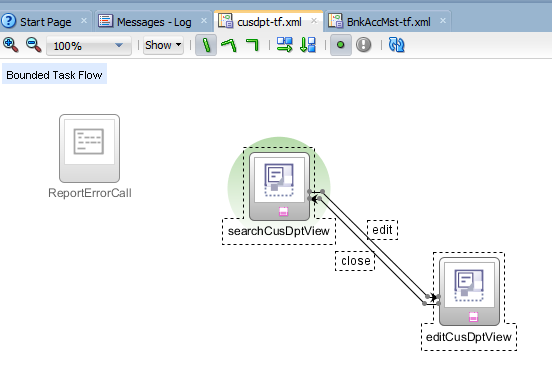 Start Page
Messages - Log
cusdpt-tf.xml
BnkAccMst-tf.xml
100%
Show
Bounded Task Flow
ReportErrorCall
searchCusDptView
edit
close
editCusDptView